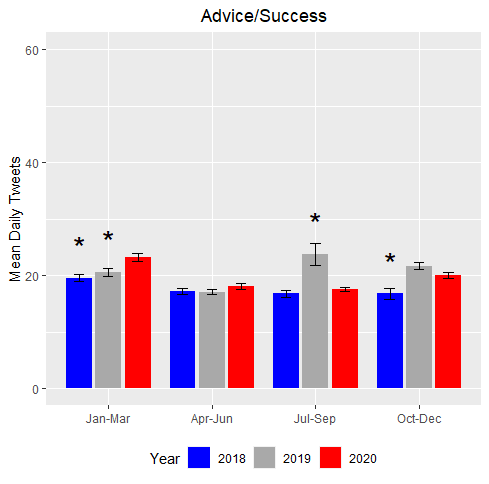 Advice/Success
Mean Daily Tweets
60
40
20
0
* * * *
Jan-Mar Apr-Jun Jul-Sep Oct-Dec
Year 2018 2019 2020